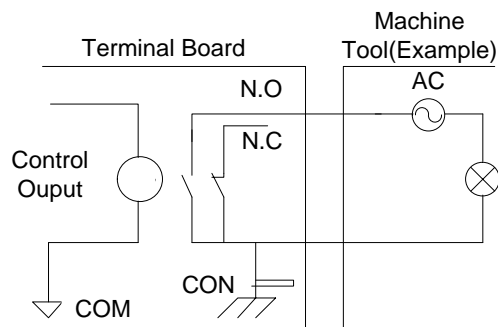 Machine
Terminal Board
Tool(Example)
N.O
AC
N.C
Control
Ouput
CON
COM